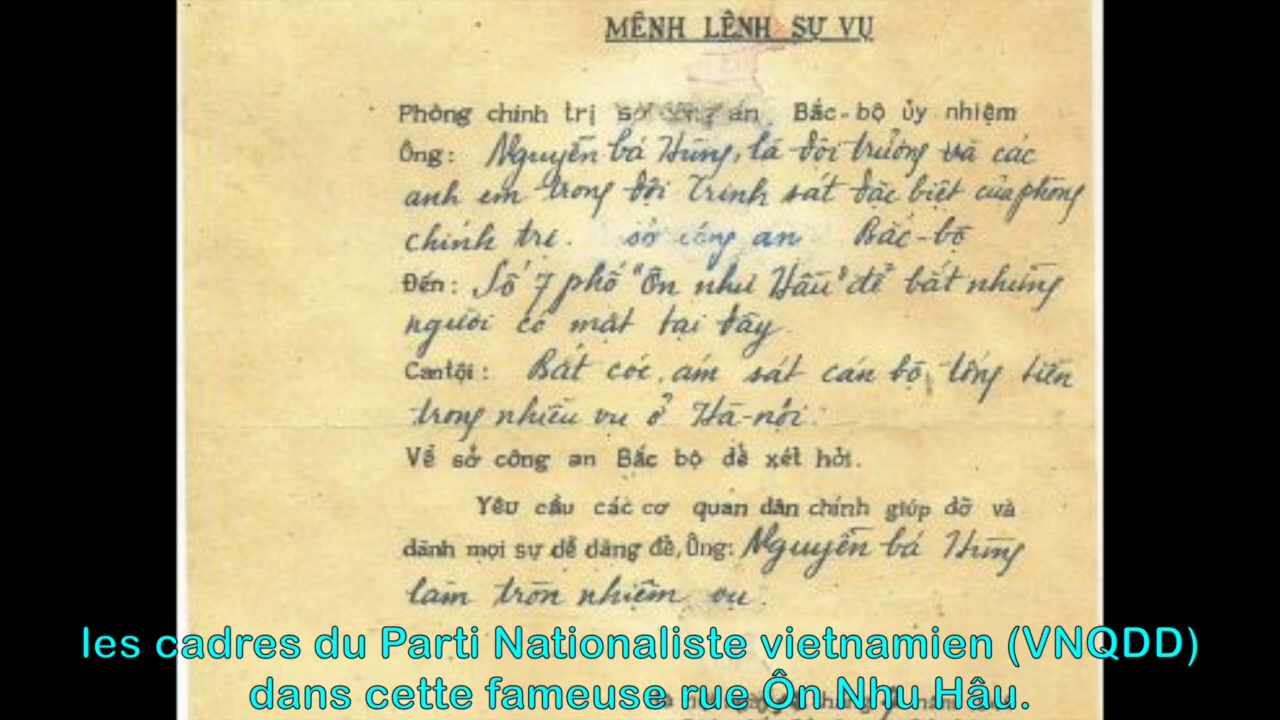 MỆNH LỆNH SỰ VỤ
Phòng chính trị sở công an Bắc-bộ ủy nhiệm
Ông: Nguyễn bá Hùng, là đội trưởng và các
anh em trong đội Trinh sát đặc biệt của phòng
chính trị. sở công an Bắc-bộ
Đến: Số 7 phố "Ôn như Hầu" để bắt những
người có mặt tại đây
Can tội: Bắt cóc, ám sát cán bộ, tống tiền
trong nhiều vụ ở Hà-nội.
Về sở công an Bắc bộ để xét hỏi.
Yêu cầu các cơ quan dân chính giúp đỡ và
dành mọi sự dễ dàng để, Ông: Nguyễn bá Hùng
làm tròn nhiệm vụ.
les cadres du Parti Nationaliste vietnamien (VNQDD)
dans cette fameuse rue Ôn Nhu Hâu.